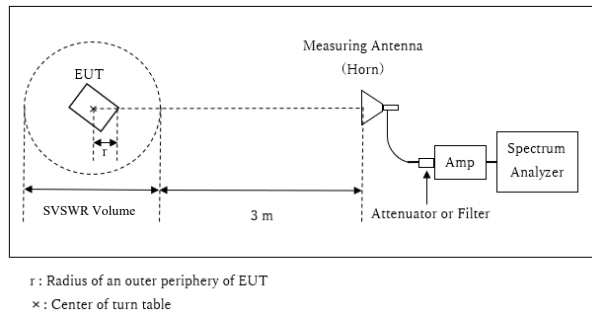 Measuring Antenna
(Horn)
EUT
r
Amp
Spectrum
Analyzer
SVSWR Volume
3 m
Attenuator or Filter
r : Radius of an outer periphery of EUT
× : Center of turn table